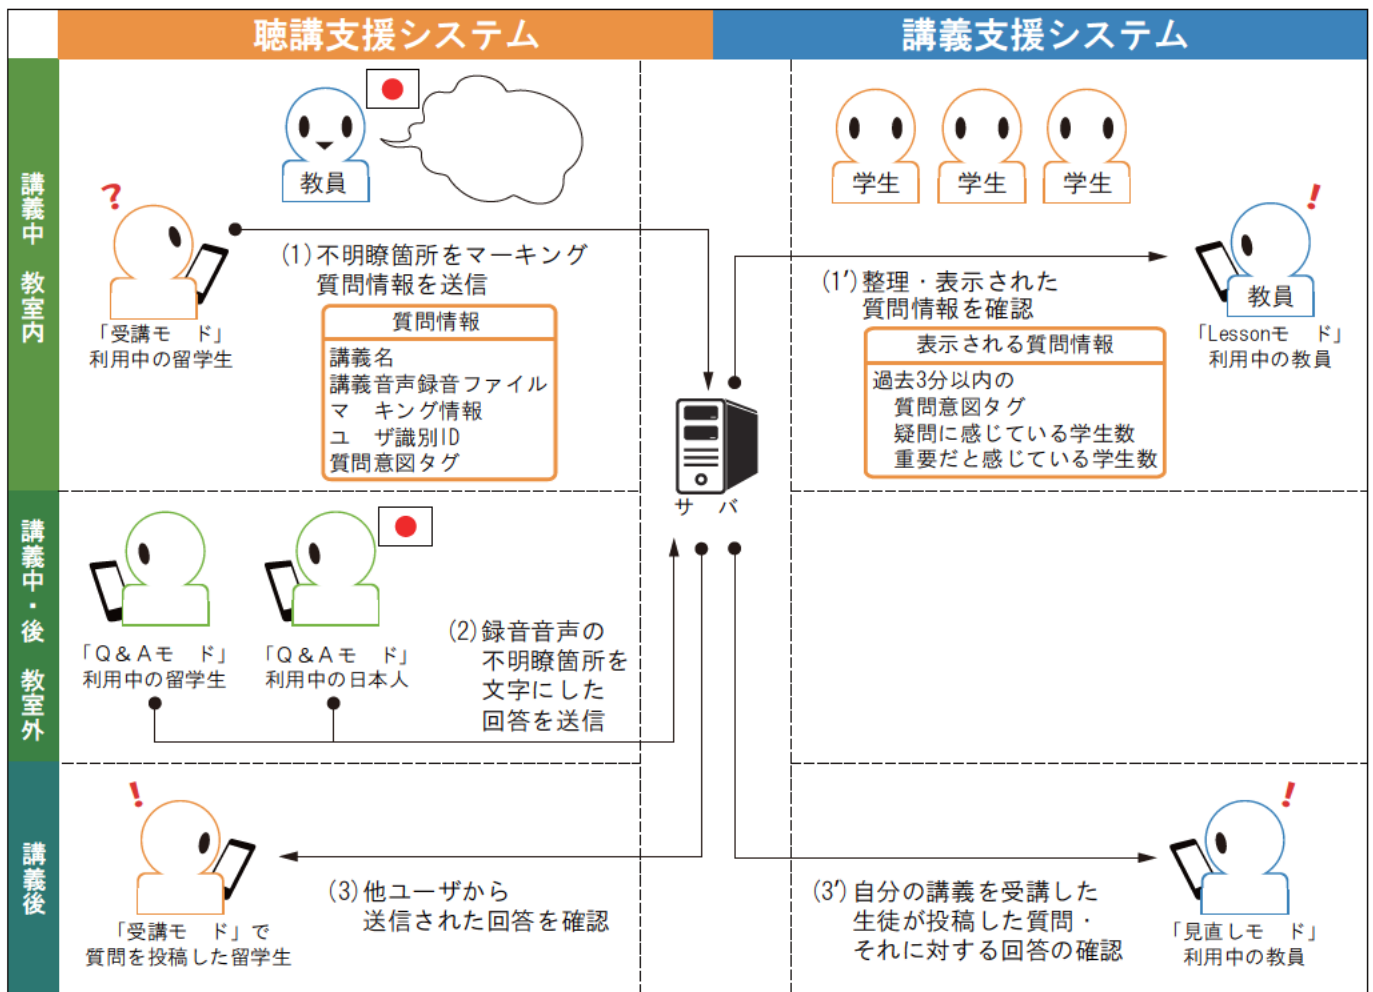 聴講支援システム
講義支援システム
講義中 教室内
教員
学生
学生
学生
?
!
(1)不明瞭箇所をマーキング
質問情報を送信
質問情報
講義名
講義音声録音ファイル
マ キング情報
ユ ザ識別ID
質問意図タグ
「受講モ ド」
利用中の留学生
(1′)整理・表示された
質問情報を確認
表示される質問情報
過去3分以内の
質問意図タグ
疑問に感じている学生数
重要だと感じている学生数
教員
「Lessonモ ド」
利用中の教員
サ バ
講義中・後 教室外
「Q&Aモ ド」
利用中の留学生
「Q&Aモ ド」
利用中の日本人
(2)録音音声の
不明瞭箇所を
文字にした
回答を送信
講義後
!
「受講モ ド」で
質問を投稿した留学生
(3)他ユーザから
送信された回答を確認
(3′)自分の講義を受講した
生徒が投稿した質問・
それに対する回答の確認
!
「見直しモ ド」
利用中の教員